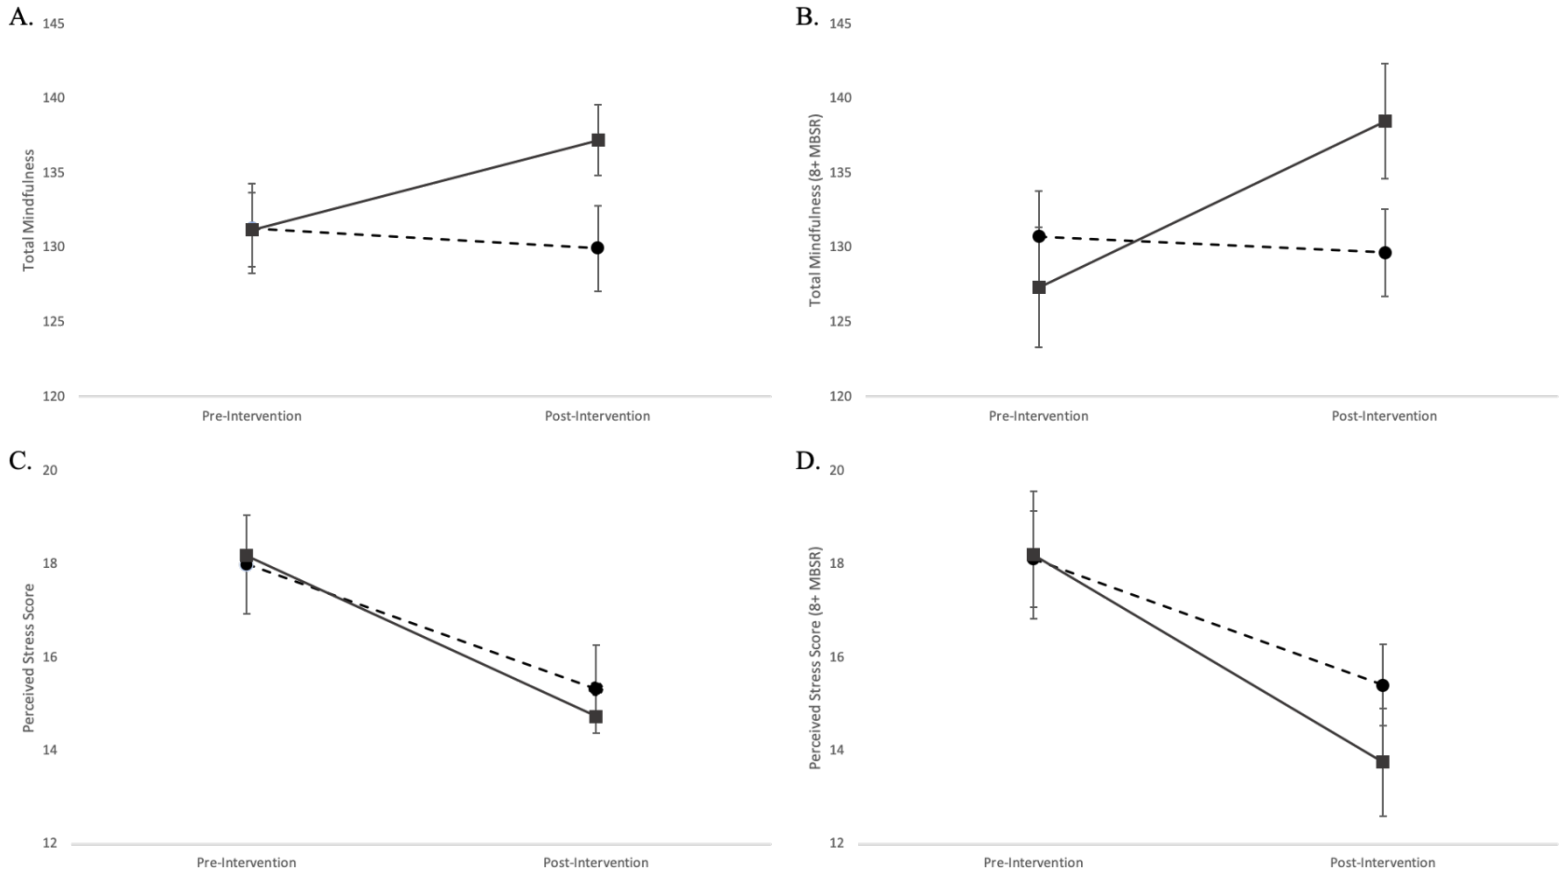 A.
145
140
135
130
125
120
Total Mindfulness
Pre-Intervention
Post-Intervention
B.
145
140
135
130
125
120
Total Mindfulness (8+ MBSR)
Pre-Intervention
Post-Intervention
C.
20
18
16
14
12
Perceived Stress Score
Pre-Intervention
Post-Intervention
D.
20
18
16
14
12
Perceived Stress Score (8+ MBSR)
Pre-Intervention
Post-Intervention